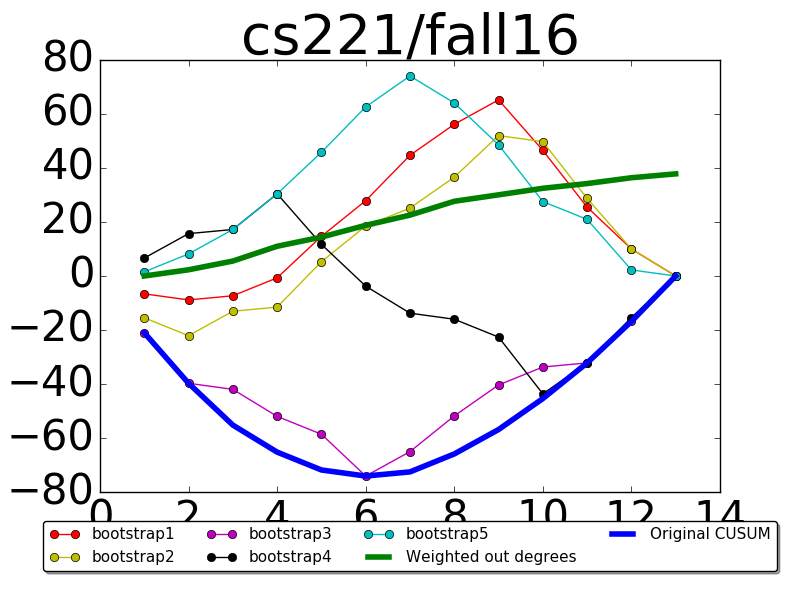 cs221/fall16
80
60
40
20
0
−20
−40
−60
−80
0 2 4 6 8 10 12 14
bootstrap1 bootstrap3 bootstrap5 Original CUSUM
bootstrap2 bootstrap4 Weighted out degrees